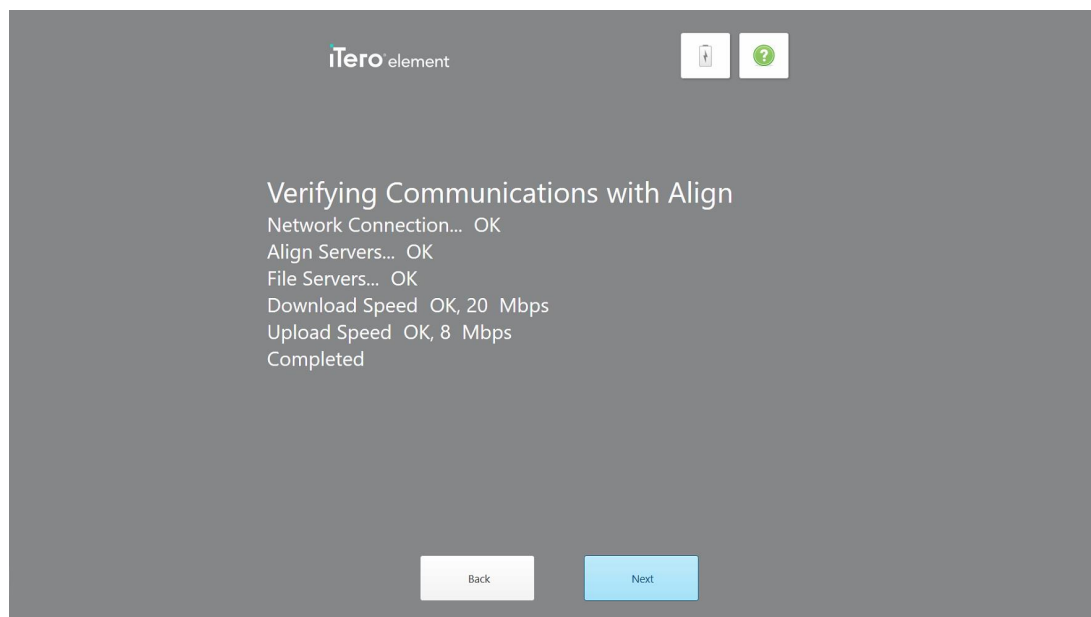 iTero element
Verifying Communications with Align
Network Connection... OK
Align Servers... OK
File Servers... OK
Download Speed OK, 20 Mbps
Upload Speed OK, 8 Mbps
Completed
Back Next